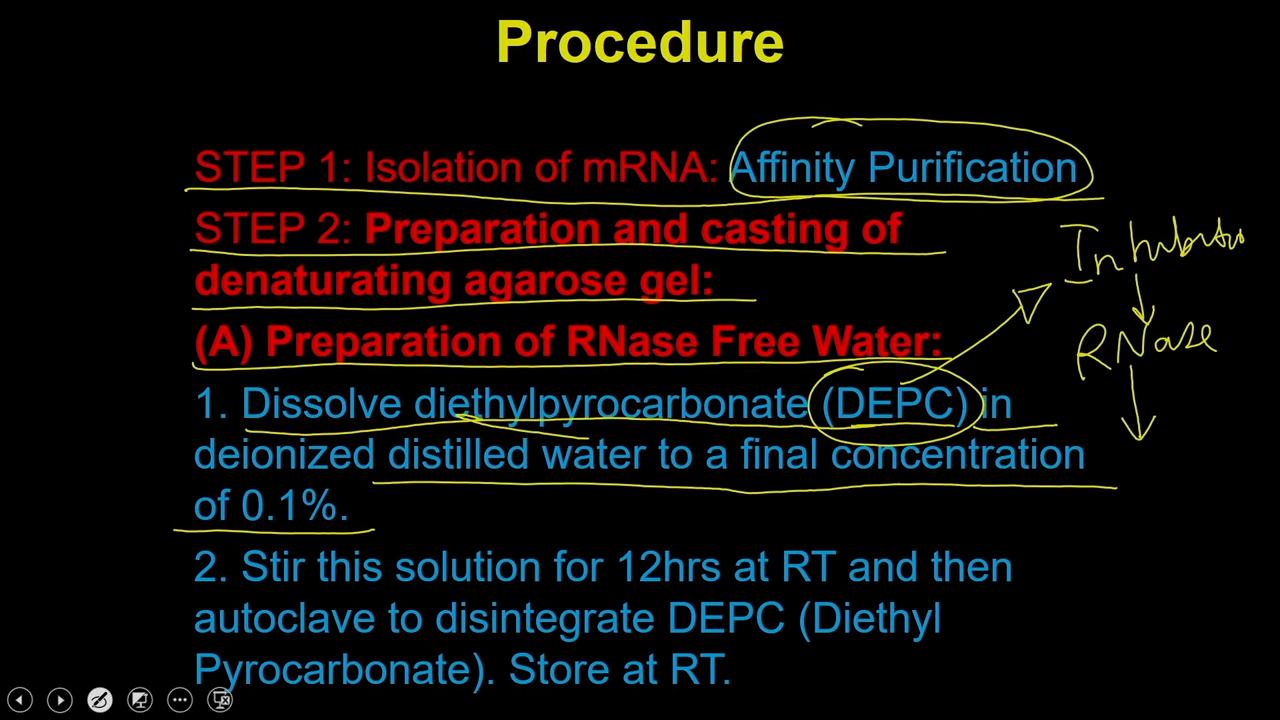 Procedure
STEP 1: Isolation of mRNA: Affinity Purification
STEP 2: Preparation and casting of
denaturating agarose gel:
(A) Preparation of RNase Free Water:
1. Dissolve diethylpyrocarbonate (DEPC) in
deionized distilled water to a final concentration
of 0.1%.
2. Stir this solution for 12hrs at RT and then
autoclave to disintegrate DEPC (Diethyl
Pyrocarbonate). Store at RT.
RNase